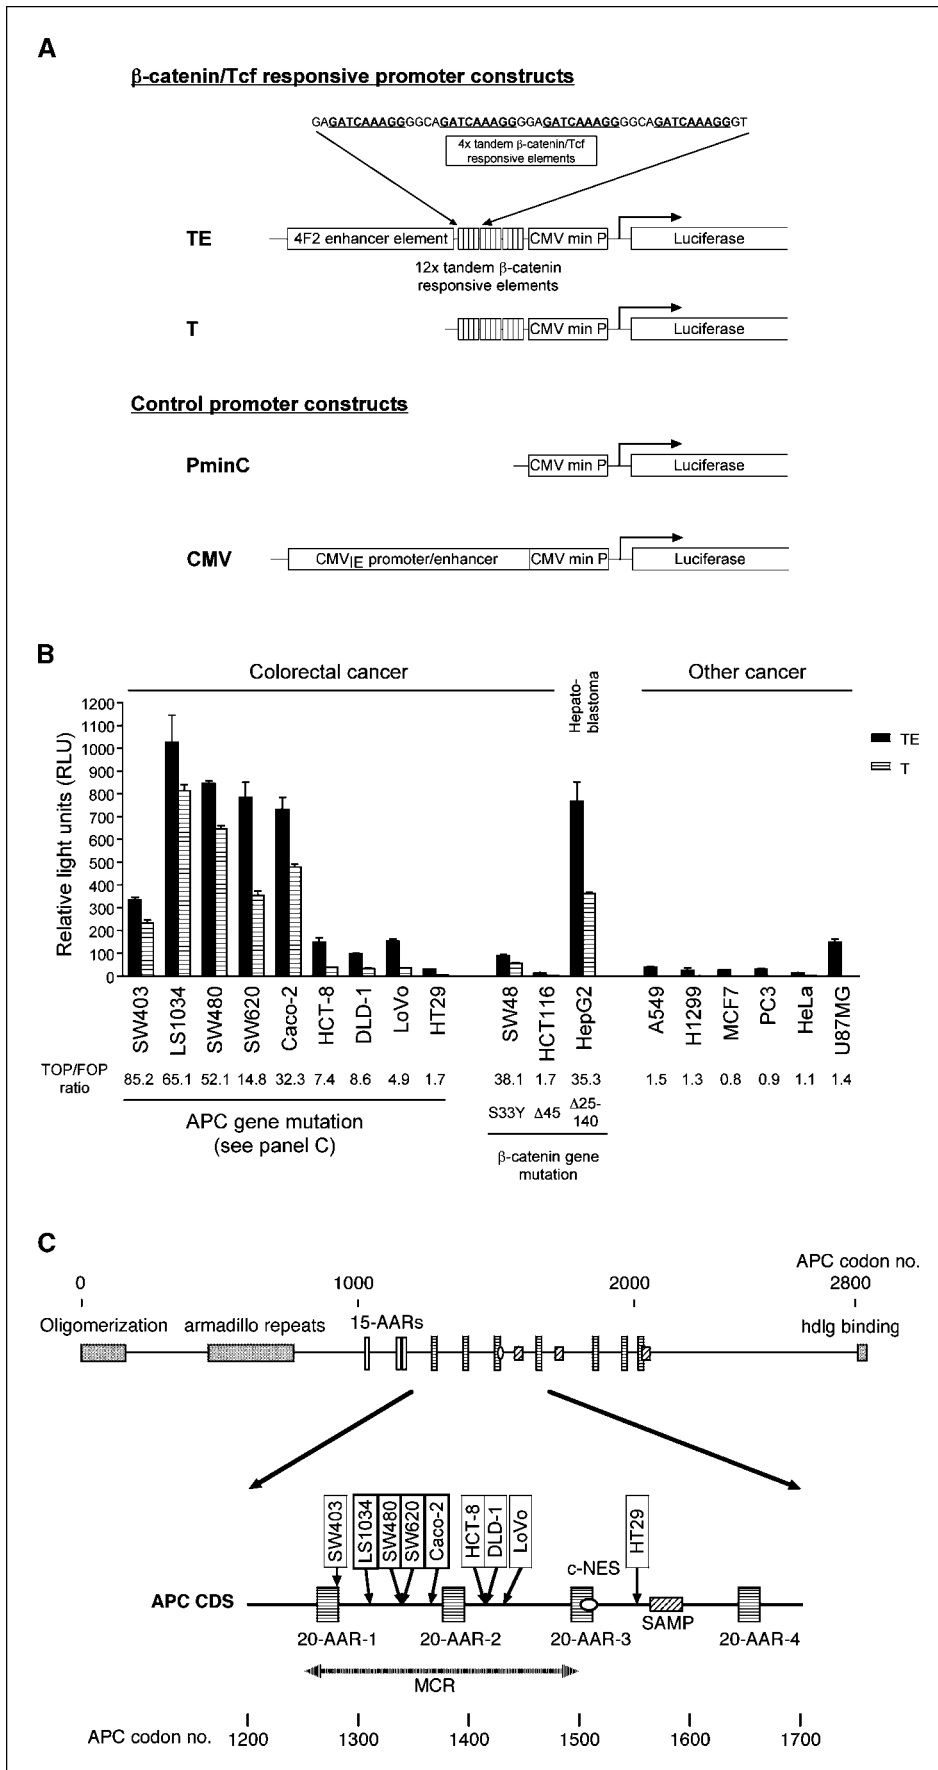 A
β-catenin/Tcf responsive promoter constructs
GAGATCAAAGGGGCAGATCAAAGGGGAGATCAAAGGGGCAGATCAAAGGGT
4x tandem β-catenin/Tcf
responsive elements
TE
4F2 enhancer element
CMV min P
Luciferase
12x tandem β-catenin
responsive elements
T
CMV min P
Luciferase
Control promoter constructs
PminC
CMV min P
Luciferase
CMV
CMVIE promoter/enhancer
CMV min P
Luciferase
B
Colorectal cancer
Hepato-
blastoma
Other cancer
Relative light units (RLU)
1200
1100
1000
900
800
700
600
500
400
300
200
100
0
TE
T
SW403
LS1034
SW480
SW620
Caco-2
HCT-8
DLD-1
LoVo
HT29
SW48
HCT116
HepG2
A549
H1299
MCF7
PC3
HeLa
U87MG
TOP/FOP
ratio
85.2 65.1 52.1 14.8 32.3 7.4 8.6 4.9 1.7 38.1 1.7 35.3 1.5 1.3 0.8 0.9 1.1 1.4
APC gene mutation
(see panel C)
S33Y Δ45 Δ25-
140
β-catenin gene
mutation
C
APC codon no.
0 1000 2000 2800
Oligomerization armadillo repeats 15-AARs hdlg binding
SW403
LS1034
SW480
SW620
Caco-2
HCT-8
DLD-1
LoVo
HT29
c-NES
APC CDS
SAMP
20-AAR-1 20-AAR-2 20-AAR-3 20-AAR-4
MCR
APC codon no. 1200 1300 1400 1500 1600 1700